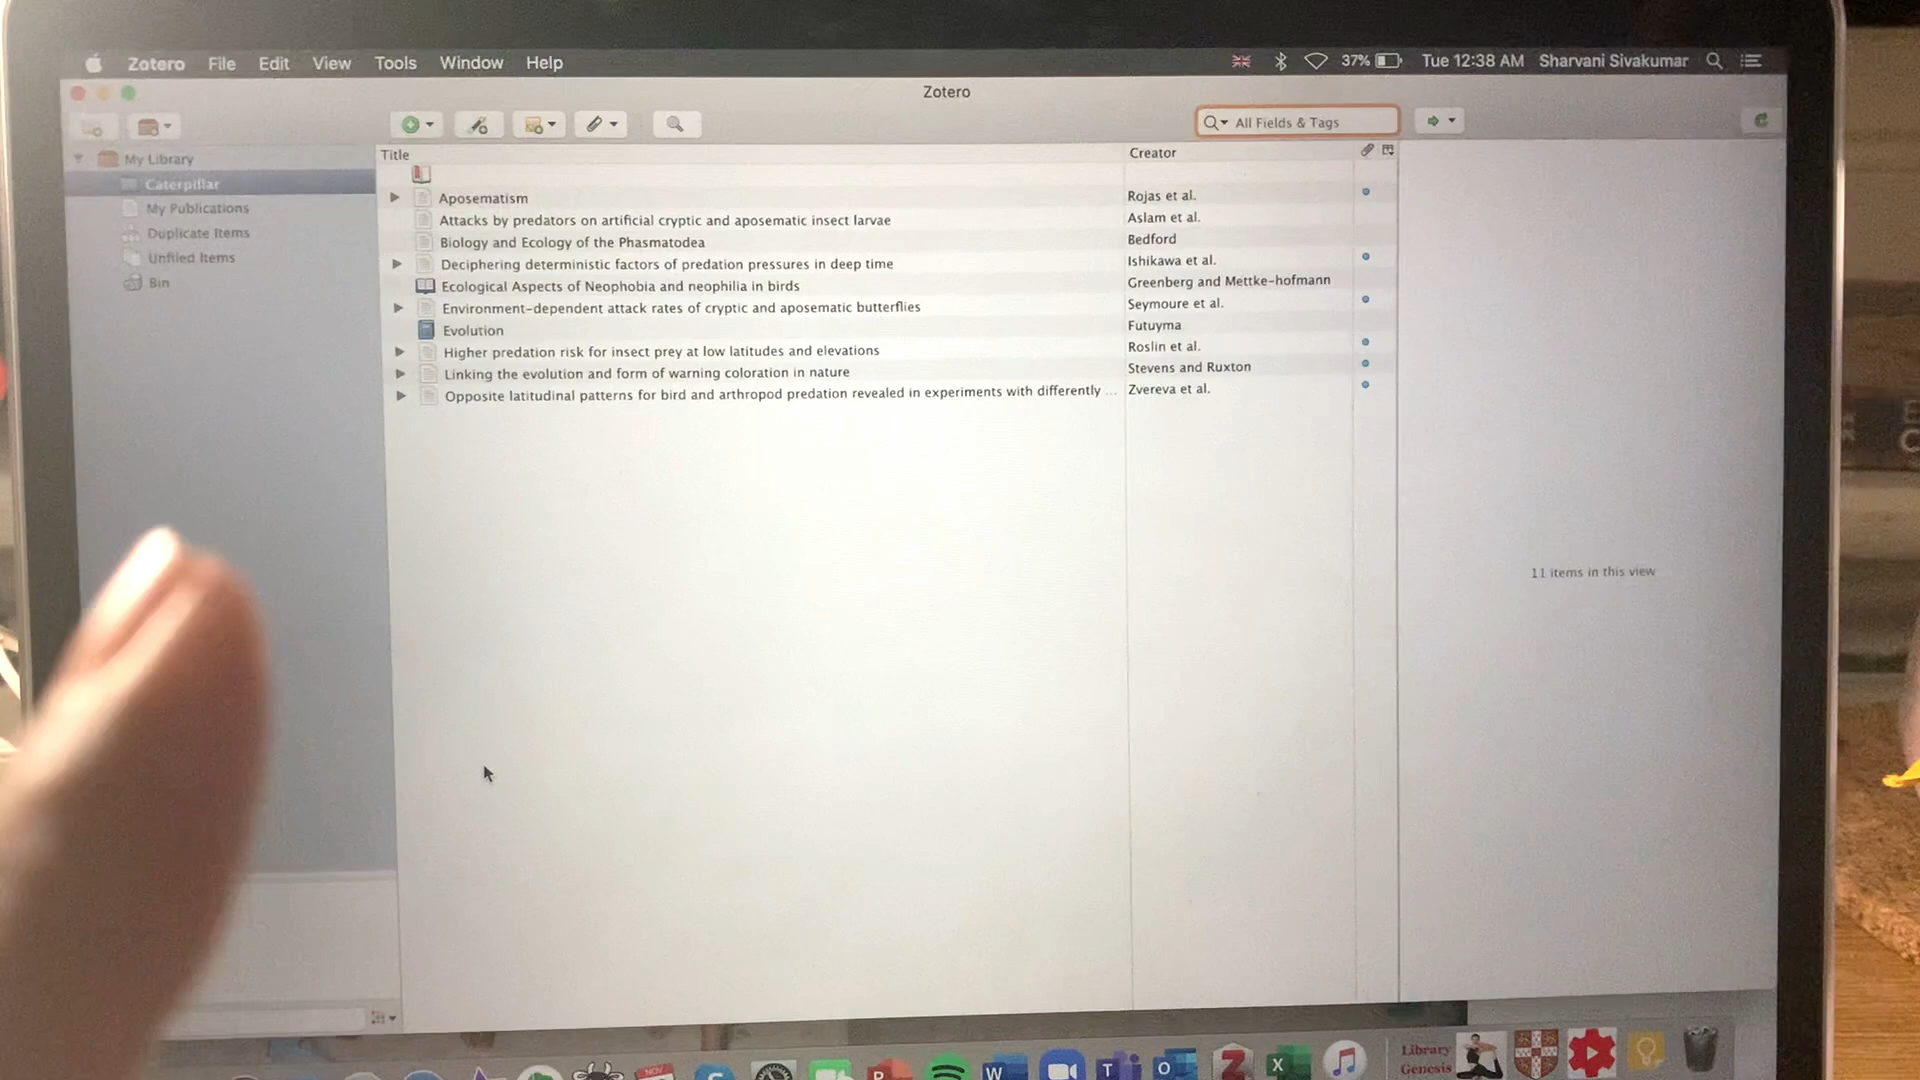 Zotero File Edit View Tools Window Help 37% Tue 12:38 AM Sharvani Sivakumar
Zotero
All Fields & Tags
My Library
Caterpillar
My Publications
Duplicate Items
Unfiled Items
Bin
Title Creator
Aposematism Rojas et al.
Attacks by predators on artificial cryptic and aposematic insect larvae Aslam et al.
Biology and Ecology of the Phasmatodea Bedford
Deciphering deterministic factors of predation pressures in deep time Ishikawa et al.
Ecological Aspects of Neophobia and neophilia in birds Greenberg and Mettke-hofmann
Environment-dependent attack rates of cryptic and aposematic butterflies Seymoure et al.
Evolution Futuyma
Higher predation risk for insect prey at low latitudes and elevations Roslin et al.
Linking the evolution and form of warning coloration in nature Stevens and Ruxton
Opposite latitudinal patterns for bird and arthropod predation revealed in experiments with differently ... Zvereva et al.
11 items in this view
NOV
P
W
T
O
Z
X
Library
Genesis